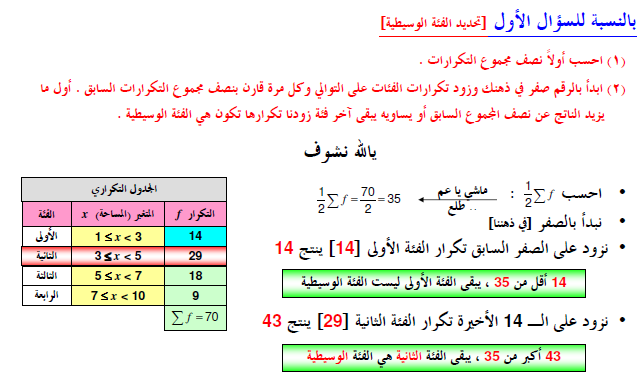 بالنسبة للسؤال الأول [تحديد الفئة الوسيطية]
(١) احسب أولاً نصف مجموع التكرارات .
(٢) ابدأ بالرقم صفر في ذهنك وزود تكرارات الفئات على التوالي وكل مرة قارن بنصف مجموع التكرارات السابق . أول ما
يزيد الناتج عن نصف المجموع السابق أو يساويه يبقى آخر فئة زودنا تكرارها تكون هي الفئة الوسيطية .
يالله نشوف
• احسب ½∑f : ماشي يا عم .. طلع ½∑f = 70/2 = 35
• نبدأ بالصفر [في ذهننا]
• نزود على الصفر السابق تكرار الفئة الأولى [14] ينتج 14
14 أقل من 35 ، يبقى الفئة الأولى ليست الفئة الوسيطية
• نزود على الـــ 14 الأخيرة تكرار الفئة الثانية [29] ينتج 43
43 أكبر من 35 ، يبقى الفئة الثانية هي الفئة الوسيطية
الجدول التكراري
التكرار f المتغير (المساحة) x الفئة
14 1 ≤ x < 3 الأولى
29 3 ≤ x < 5 الثانية
18 5 ≤ x < 7 الثالثة
9 7 ≤ x < 10 الرابعة
∑f = 70